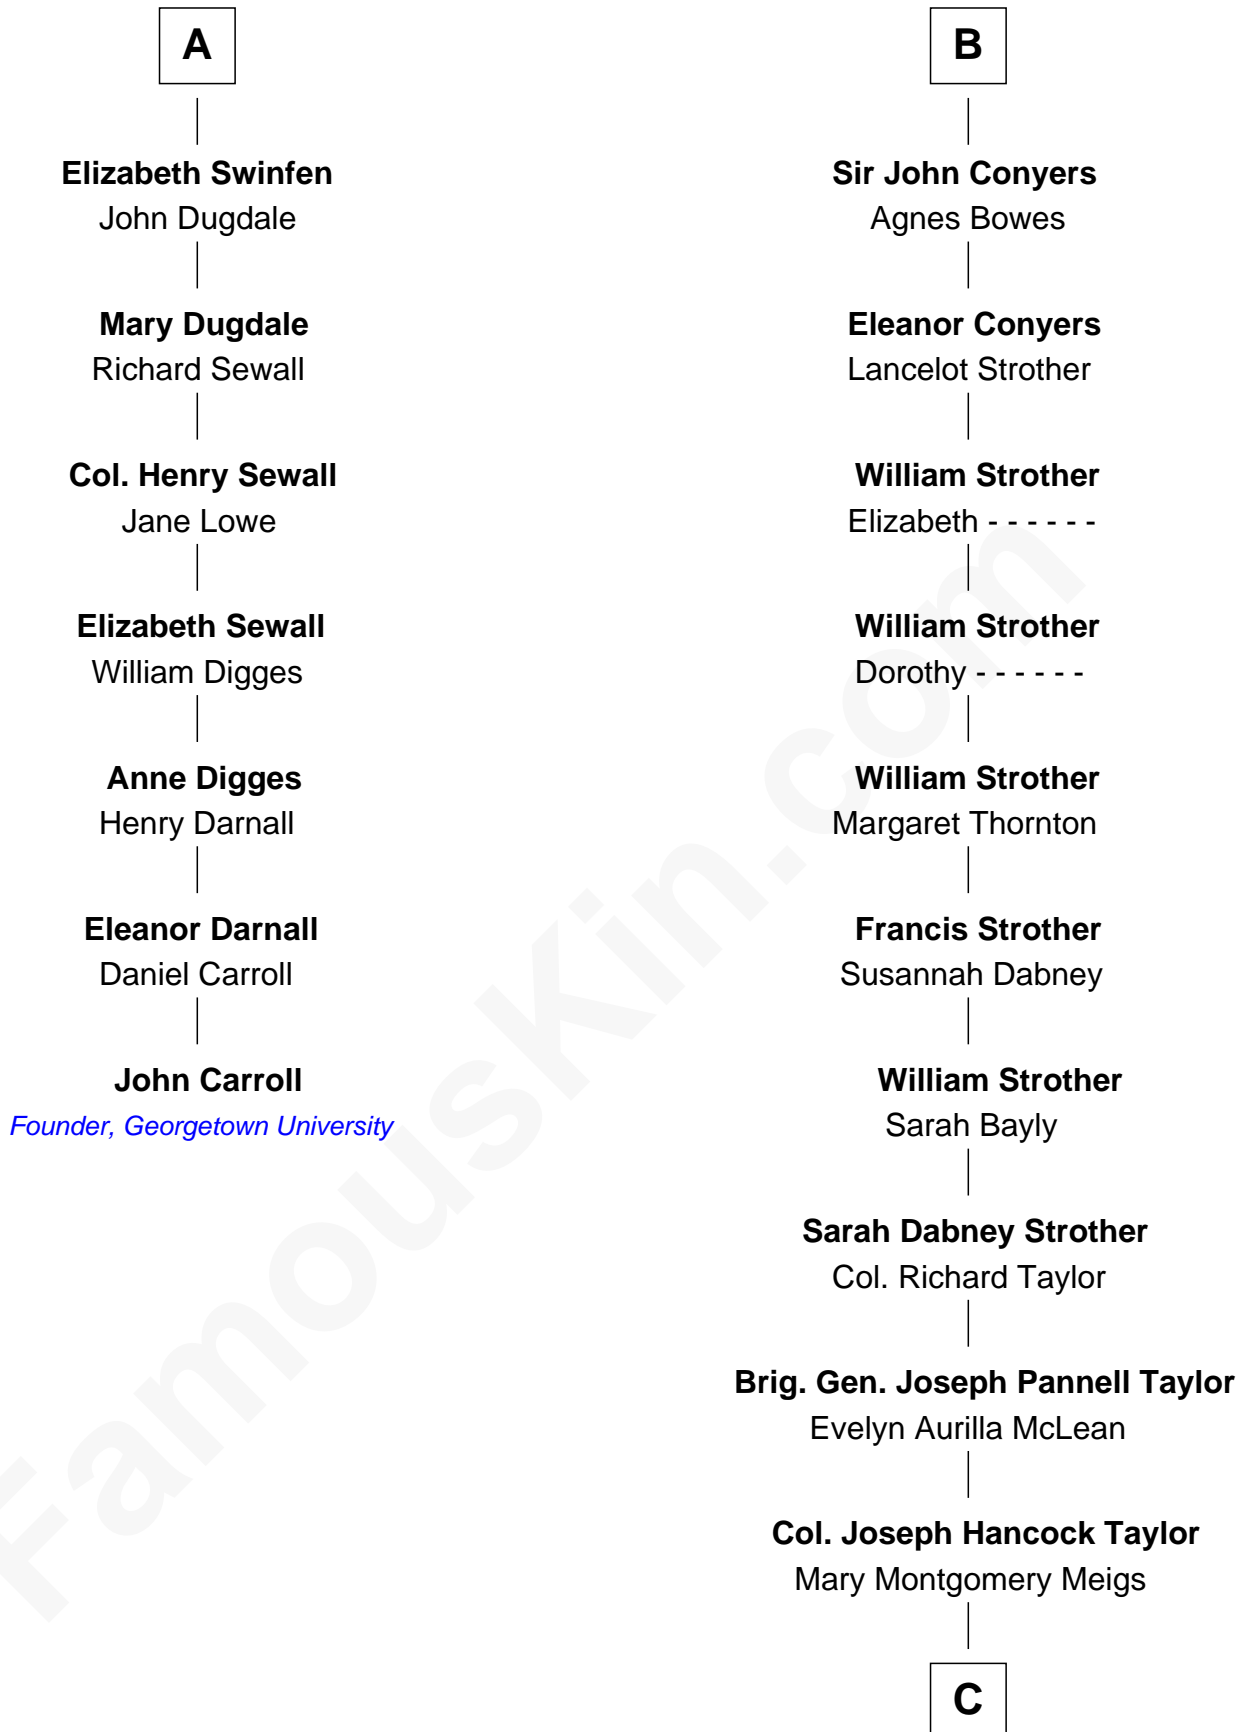 A
Elizabeth Swinfen
John Dugdale
Mary Dugdale
Richard Sewall
Col. Henry Sewall
Jane Lowe
Elizabeth Sewall
William Digges
Anne Digges
Henry Darnall
Eleanor Darnall
Daniel Carroll
John Carroll
Founder, Georgetown University
B
Sir John Conyers
Agnes Bowes
Eleanor Conyers
Lancelot Strother
William Strother
Elizabeth - - - - - -
William Strother
Dorothy - - - - - -
William Strother
Margaret Thornton
Francis Strother
Susannah Dabney
William Strother
Sarah Bayly
Sarah Dabney Strother
Col. Richard Taylor
Brig. Gen. Joseph Pannell Taylor
Evelyn Aurilla McLean
Col. Joseph Hancock Taylor
Mary Montgomery Meigs
C
FamousKin.com